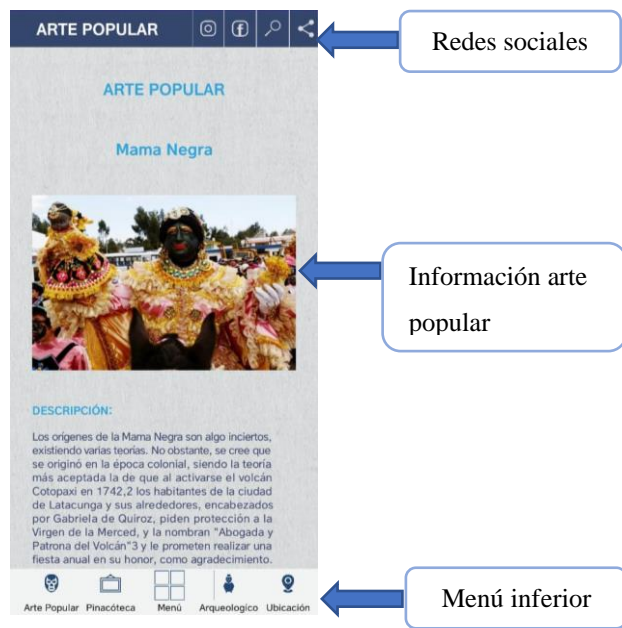 ARTE POPULAR
Redes sociales
ARTE POPULAR
Mama Negra
Información arte
popular
DESCRIPCIÓN:
Los orígenes de la Mama Negra son algo inciertos,
existiendo varias teorías. No obstante, se cree que
se originó en la época colonial, siendo la teoría
más aceptada la de que al activarse el volcán
Cotopaxi en 1742,2 los habitantes de la ciudad
de Latacunga y sus alrededores, encabezados
por Gabriela de Quiroz, piden protección a la
Virgen de la Merced, y la nombran "Abogada y
Patrona del Volcán"3 y le prometen realizar una
fiesta anual en su honor, como agradecimiento.
Arte Popular Pinacóteca Menú Arqueologico Ubicación
Menú inferior